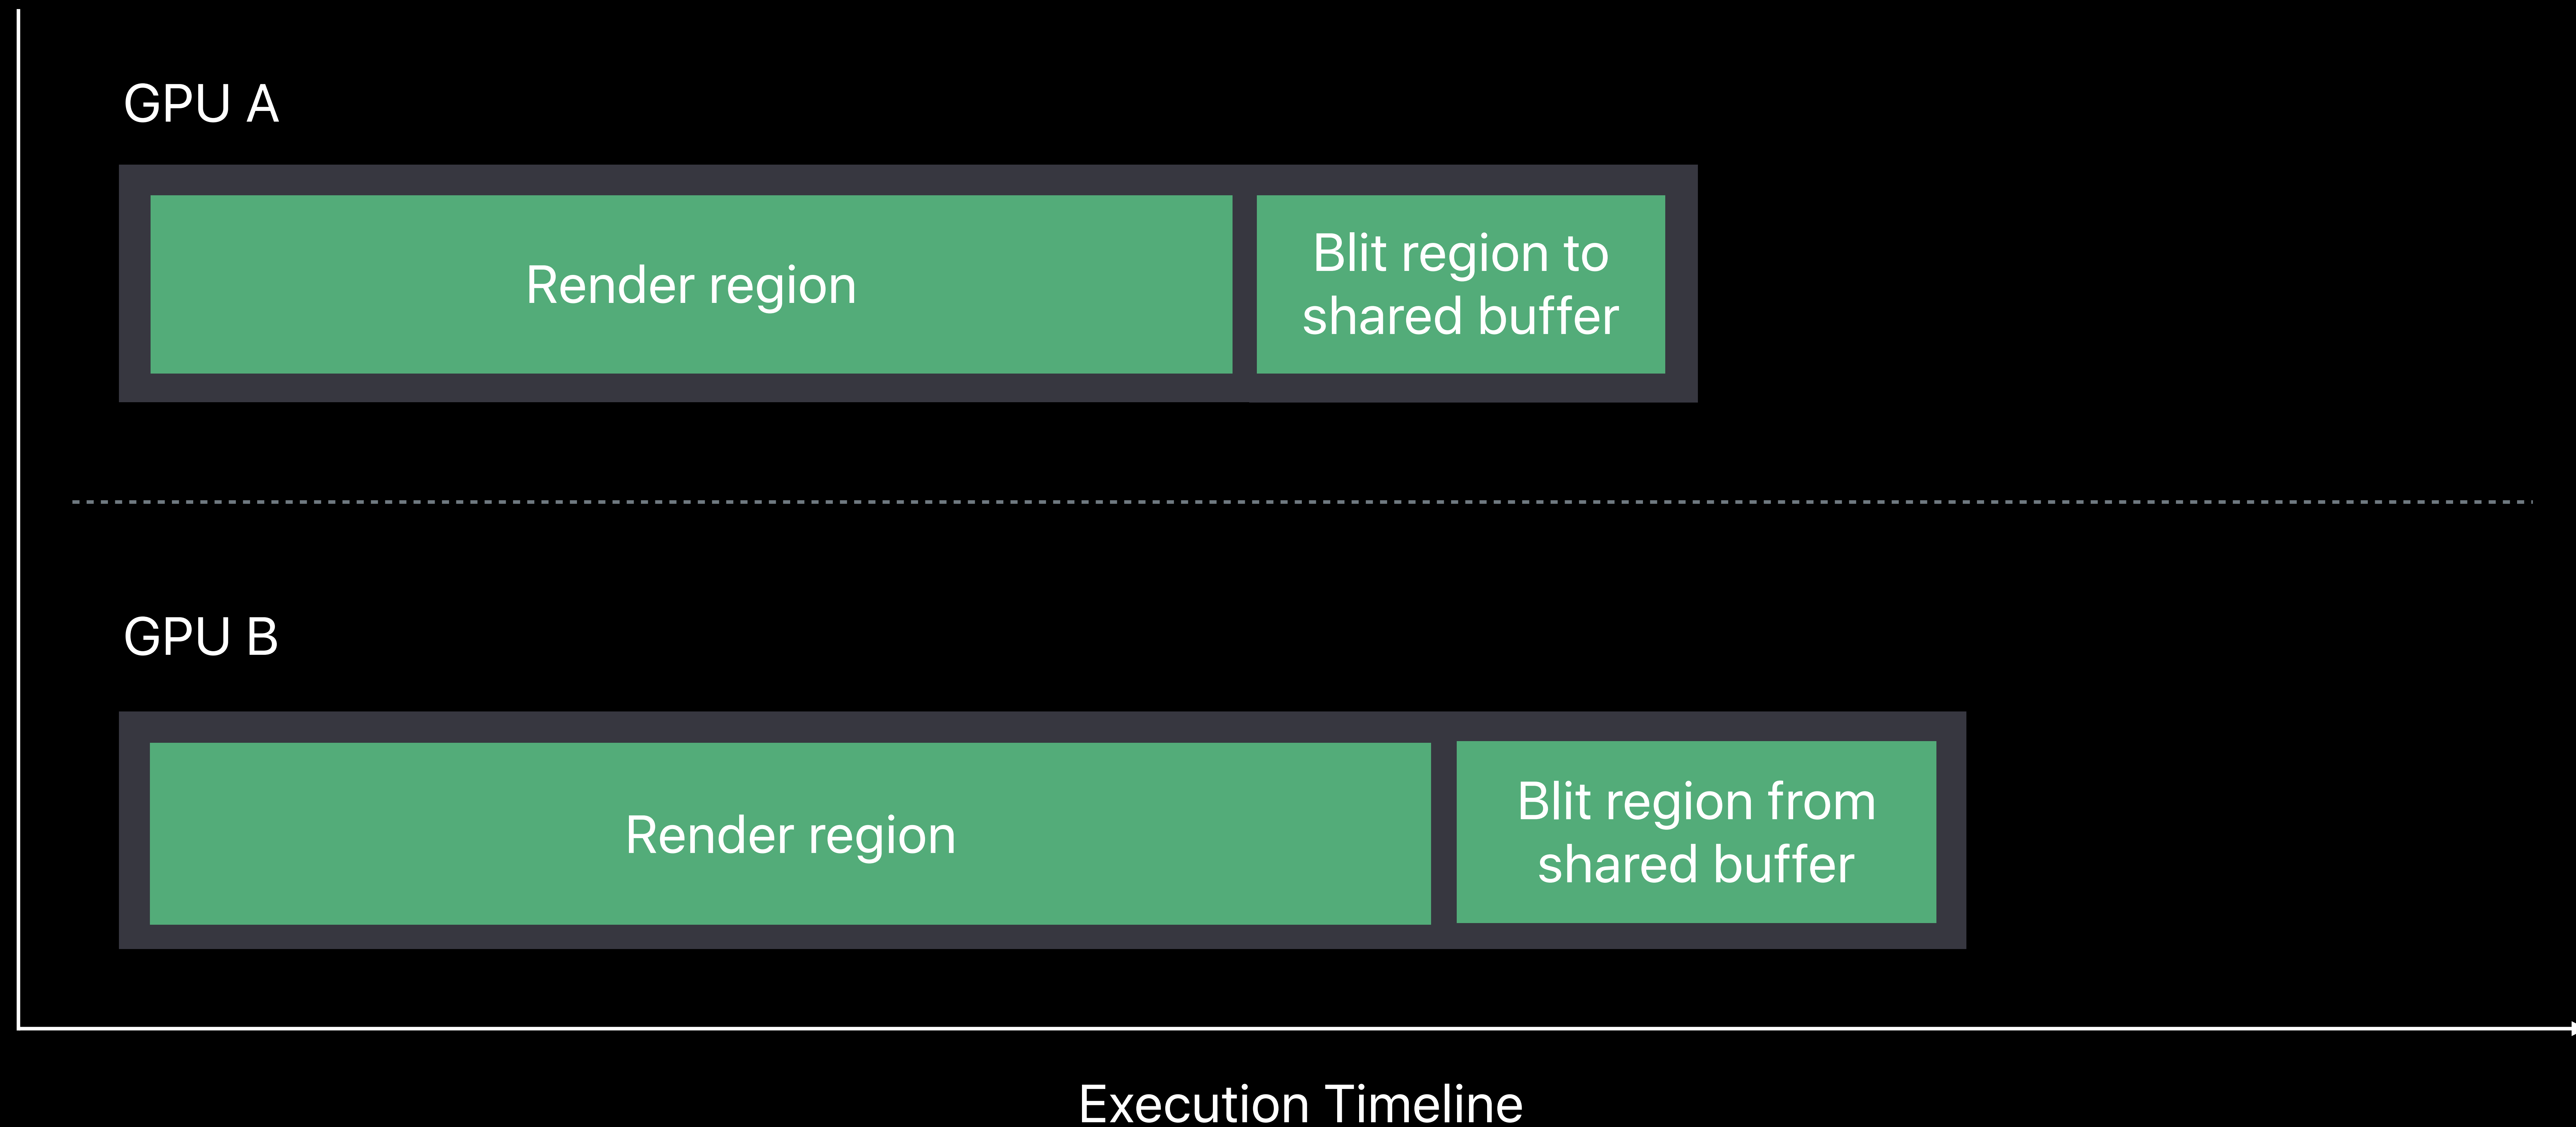 GPU A
Render region
Blit region to
shared buffer
GPU B
Render region
Blit region from
shared buffer
Execution Timeline